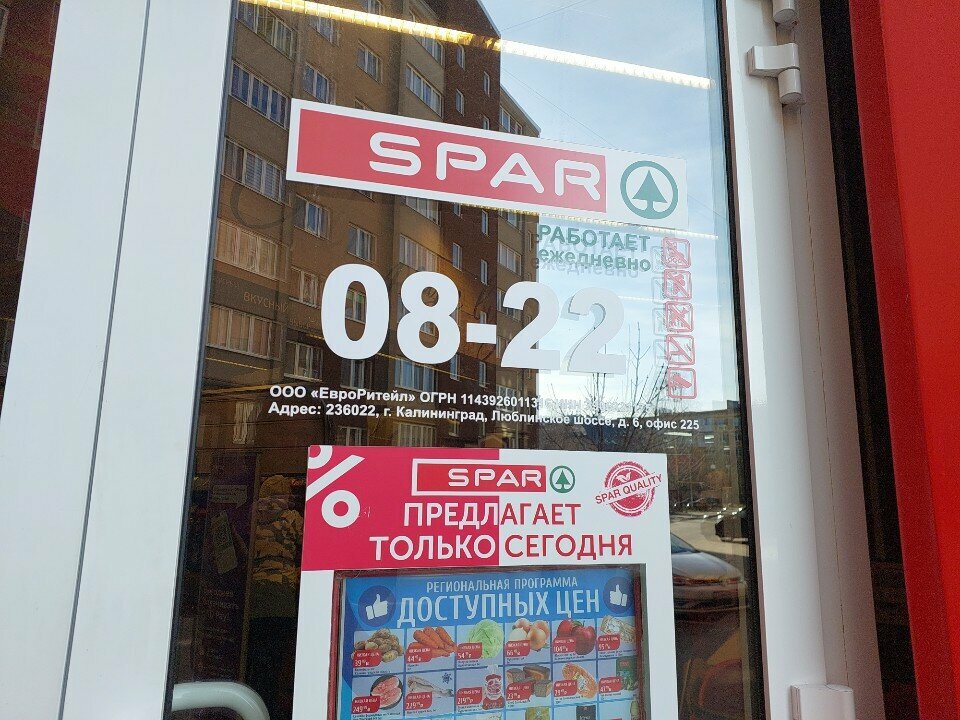 SPAR
РАБОТАЕТ
ежедневно
08-22
ООО «ЕвроРитейл» ОГРН
Адрес: 236022, г. Калининград, Люблинское шоссе, д. 6, офис 225
% SPAR
SPAR QUALITY
ПРЕДЛАГАЕТ
ТОЛЬКО СЕГОДНЯ
РЕГИОНАЛЬНАЯ ПРОГРАММА
ДОСТУПНЫХ ЦЕН